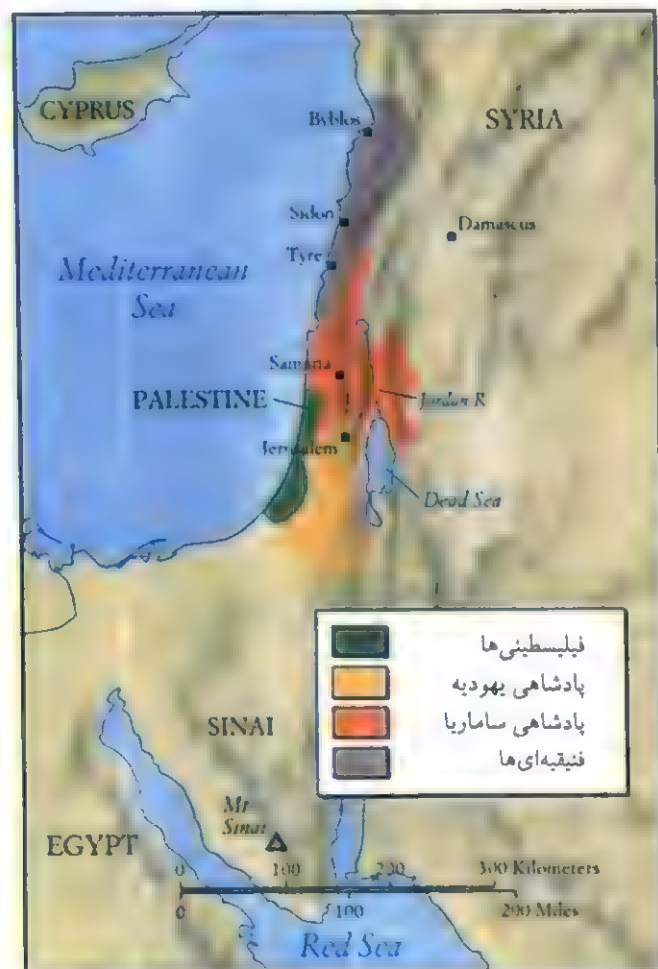 CYPRUS
SYRIA
Byblos
Sidon
Damascus
Tyre
Mediterranean
Sea
Samaria
PALESTINE
Jordan R
Jerusalem
Dead Sea
فیلیسطینی‌ها
پادشاهی یهودیه
پادشاهی ساماریا
فنیقیه‌ای‌ها
SINAI
Mt
Sinai
EGYPT
0 100 200 300 Kilometers
0 100 200 Miles
Red Sea